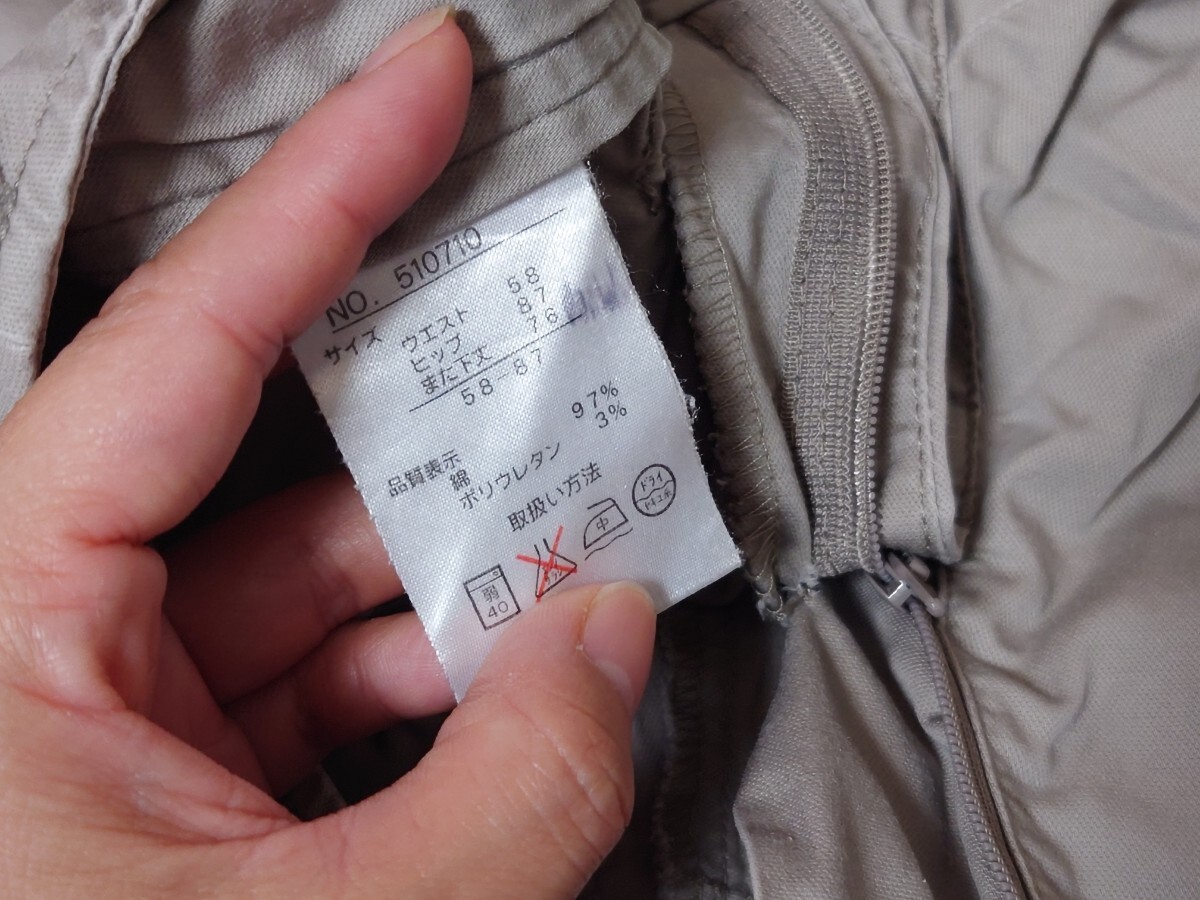 NO. 510710
サイズ ウエスト 58
ヒップ 87
また下丈 76
58 87
品質表示
綿 97%
ポリウレタン 3%
取扱い方法
弱 40
中
ドライ